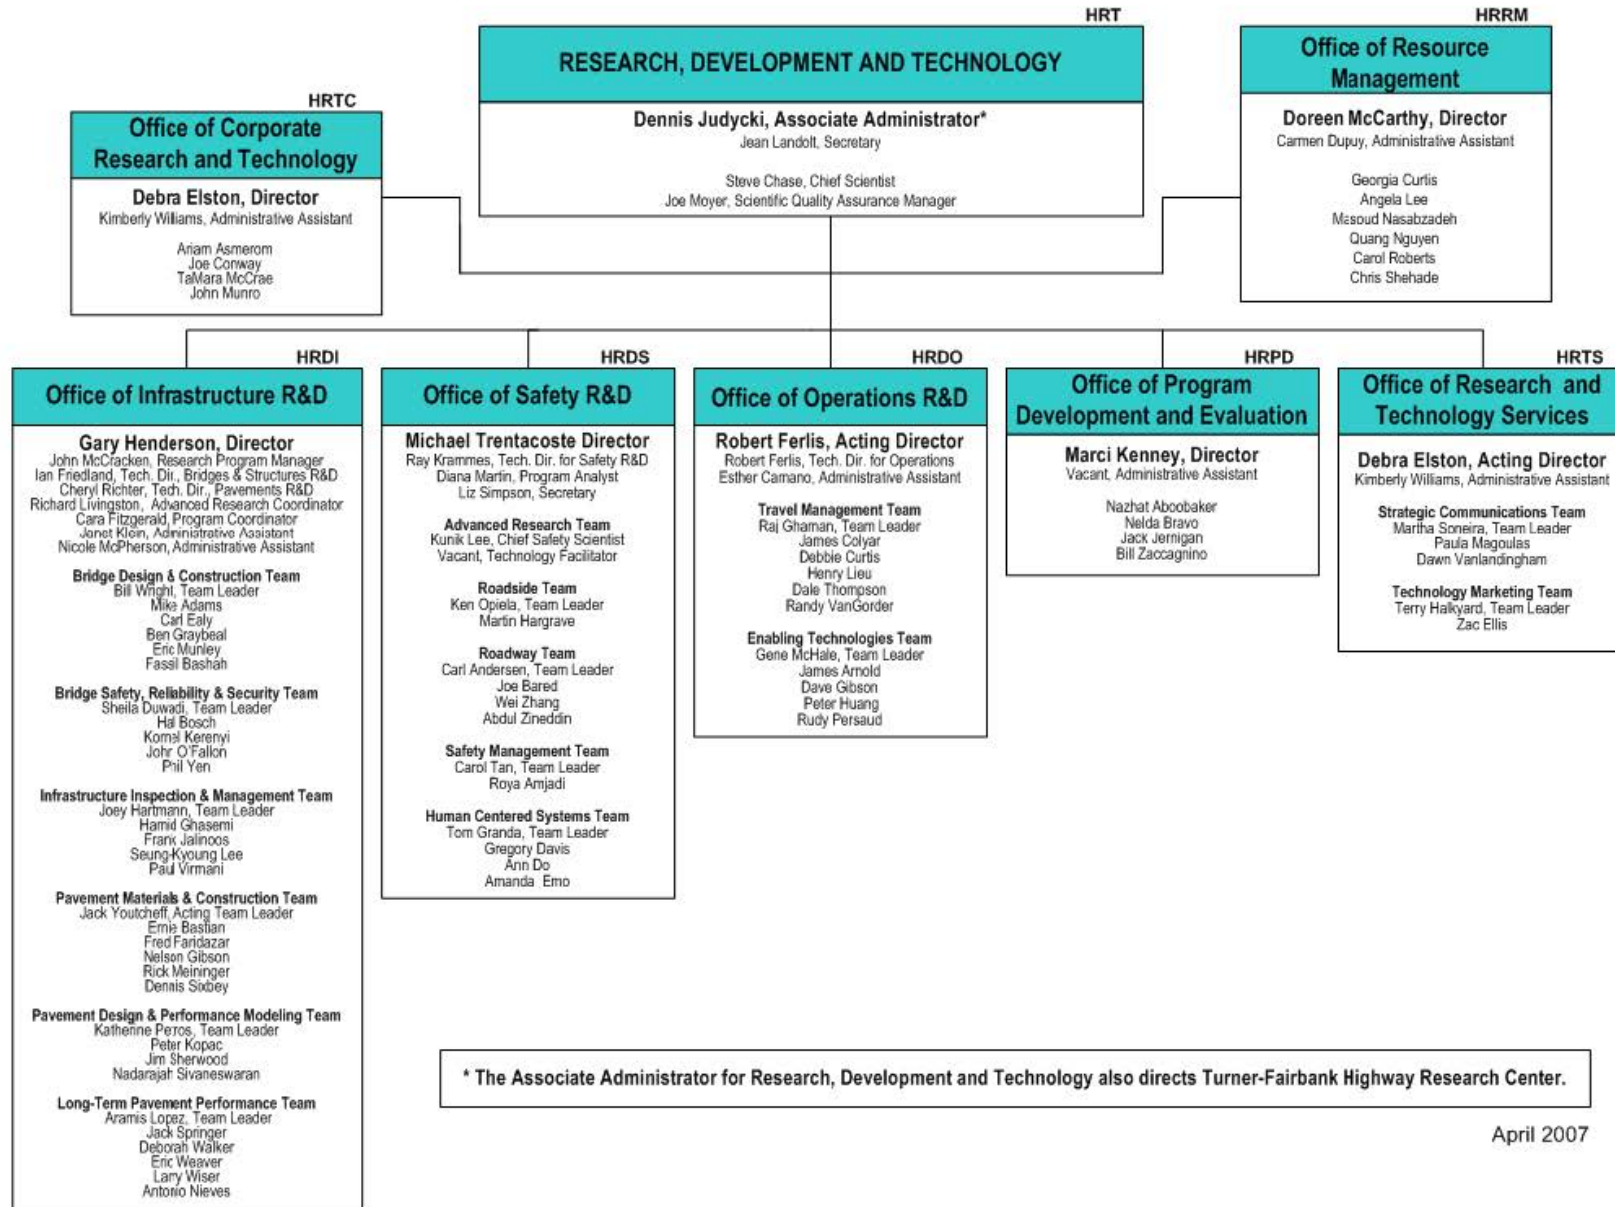 HRT
RESEARCH, DEVELOPMENT AND TECHNOLOGY
Dennis Judycki, Associate Administrator*
Jean Landolt, Secretary
Steve Chase, Chief Scientist
Joe Moyer, Scientific Quality Assurance Manager
HRRM
Office of Resource
Management
Doreen McCarthy, Director
Carmen Dupuy, Administrative Assistant
Georgia Curtis
Angela Lee
Masoud Nasabzadeh
Quang Nguyen
Carol Roberts
Chris Shehade
HRTC
Office of Corporate
Research and Technology
Debra Elston, Director
Kimberly Williams, Administrative Assistant
Ariam Asmerom
Joe Conway
TaMara McCrae
John Munro
HRDI
Office of Infrastructure R&D
Gary Henderson, Director
John McCracken, Research Program Manager
Ian Friedland, Tech. Dir., Bridges & Structures R&D
Cheryl Richter, Tech. Dir., Pavements R&D
Richard Livingston, Advanced Research Coordinator
Cara Fitzgerald, Program Coordinator
Janet Klein, Administrative Assistant
Nicole McPherson, Administrative Assistant
Bridge Design & Construction Team
Bill Wright, Team Leader
Mike Adams
Carl Ealy
Ben Graybeal
Eric Munley
Fassil Bashah
Bridge Safety, Reliability & Security Team
Sheila Duwadi, Team Leader
Hal Bosch
Kornel Kerenyi
John O'Fallon
Phil Yen
Infrastructure Inspection & Management Team
Joey Hartmann, Team Leader
Hamid Ghasemi
Frank Jalinoos
Seung-Kyoung Lee
Paul Virmani
Pavement Materials & Construction Team
Jack Youtcheff, Acting Team Leader
Ernie Bastian
Fred Faridazar
Nelson Gibson
Rick Meininger
Dennis Sixbey
Pavement Design & Performance Modeling Team
Katherine Petros, Team Leader
Peter Kopac
Jim Sherwood
Nadarajah Sivaneswaran
Long-Term Pavement Performance Team
Aramis Lopez, Team Leader
Jack Springer
Deborah Walker
Eric Weaver
Larry Wiser
Antonio Nieves
HRDS
Office of Safety R&D
Michael Trentacoste Director
Ray Krammes, Tech. Dir. for Safety R&D
Diana Martin, Program Analyst
Liz Simpson, Secretary
Advanced Research Team
Kunik Lee, Chief Safety Scientist
Vacant, Technology Facilitator
Roadside Team
Ken Opiela, Team Leader
Martin Hargrave
Roadway Team
Carl Andersen, Team Leader
Joe Bared
Wei Zhang
Abdul Zineddin
Safety Management Team
Carol Tan, Team Leader
Roya Amjadi
Human Centered Systems Team
Tom Granda, Team Leader
Gregory Davis
Ann Do
Amanda Emo
HRDO
Office of Operations R&D
Robert Ferlis, Acting Director
Robert Ferlis, Tech. Dir. for Operations
Esther Camano, Administrative Assistant
Travel Management Team
Raj Ghaman, Team Leader
James Colyar
Debbie Curtis
Henry Lieu
Dale Thompson
Randy VanGorder
Enabling Technologies Team
Gene McHale, Team Leader
James Arnold
Dave Gibson
Peter Huang
Rudy Persaud
HRPD
Office of Program
Development and Evaluation
Marci Kenney, Director
Vacant, Administrative Assistant
Nazhat Aboobaker
Nelda Bravo
Jack Jernigan
Bill Zaccagnino
HRTS
Office of Research and
Technology Services
Debra Elston, Acting Director
Kimberly Williams, Administrative Assistant
Strategic Communications Team
Martha Soneira, Team Leader
Paula Magoulas
Dawn Vanlandingham
Technology Marketing Team
Terry Halkyard, Team Leader
Zac Ellis
* The Associate Administrator for Research, Development and Technology also directs Turner-Fairbank Highway Research Center.
April 2007